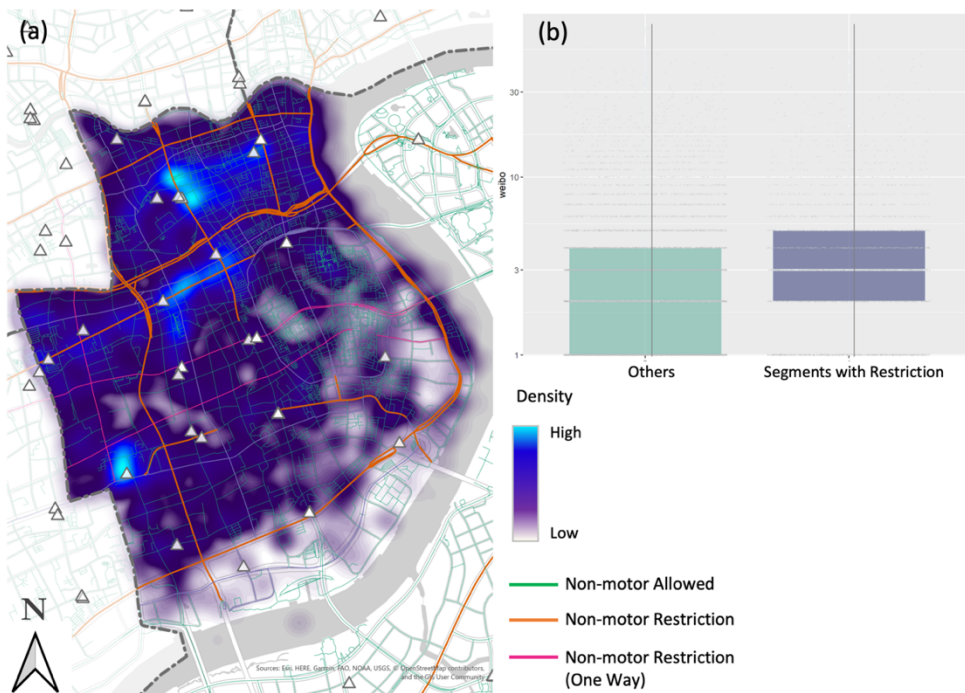 (a)
N
Sources: Esri, HERE, Garmin, FAO, NOAA, USGS, © OpenStreetMap contributors,
and the GIS User Community
(b)
weibo
30
10
3
1
Others
Segments with Restriction
Density
High
Low
Non-motor Allowed
Non-motor Restriction
Non-motor Restriction
(One Way)